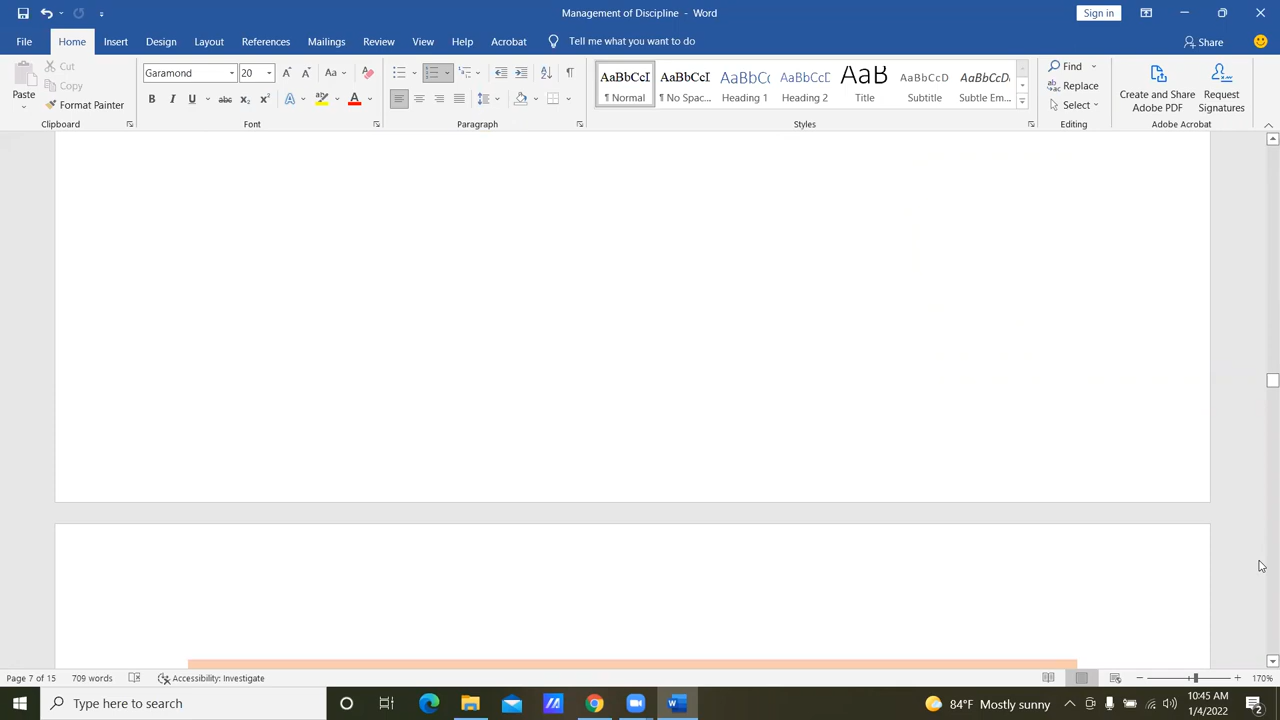 Management of Discipline - Word
Sign in
File
Home
Insert
Design
Layout
References
Mailings
Review
View
Help
Acrobat
Tell me what you want to do
Share
Paste
Cut
Copy
Format Painter
Clipboard
Garamond
20
Font
Paragraph
AaBbCcI
¶ Normal
AaBbCcI
¶ No Spac...
AaBbC(
Heading 1
AaBbCcD
Heading 2
AaB
Title
AaBbCcD
Subtitle
AaBbCcD
Subtle Em...
Styles
Find
Replace
Select
Editing
Create and Share
Adobe PDF
Request
Signatures
Adobe Acrobat
Page 7 of 15
709 words
Accessibility: Investigate
170%
Type here to search
84°F Mostly sunny
10:45 AM
1/4/2022
2